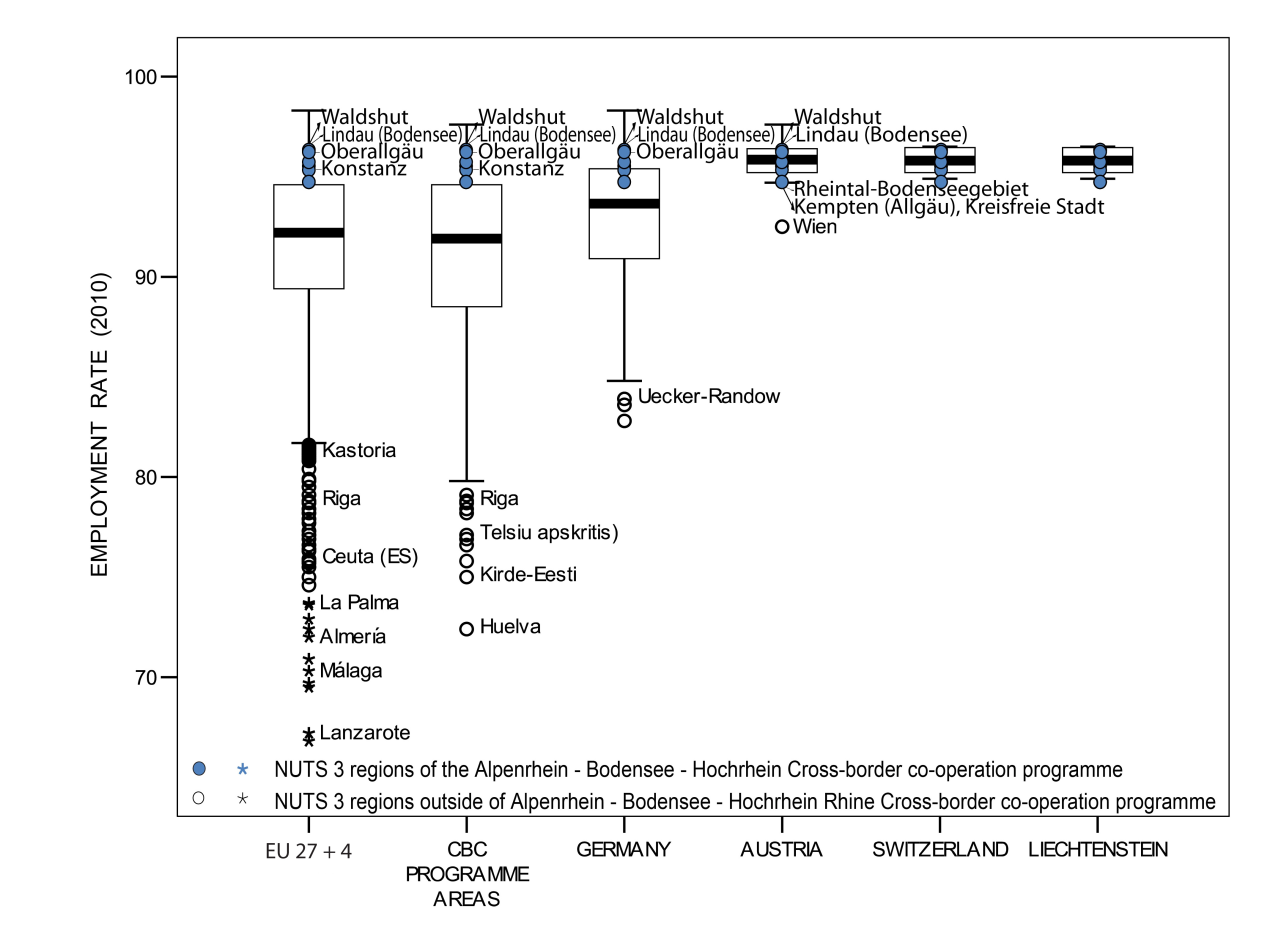 100
90
80
70
EMPLOYMENT RATE (2010)
Waldshut
Lindau (Bodensee)
Oberallgäu
Konstanz
Kastoria
Riga
Ceuta (ES)
La Palma
Almería
Málaga
Lanzarote
Waldshut
Lindau (Bodensee)
Oberallgäu
Konstanz
Riga
Telsiu apskritis)
Kirde-Eesti
Huelva
Waldshut
Lindau (Bodensee)
Oberallgäu
Uecker-Randow
Waldshut
Lindau (Bodensee)
Rheintal-Bodenseegebiet
Kempten (Allgäu), Kreisfreie Stadt
Wien
NUTS 3 regions of the Alpenrhein - Bodensee - Hochrhein Cross-border co-operation programme
NUTS 3 regions outside of Alpenrhein - Bodensee - Hochrhein Rhine Cross-border co-operation programme
EU 27 + 4
CBC
PROGRAMME
AREAS
GERMANY
AUSTRIA
SWITZERLAND
LIECHTENSTEIN